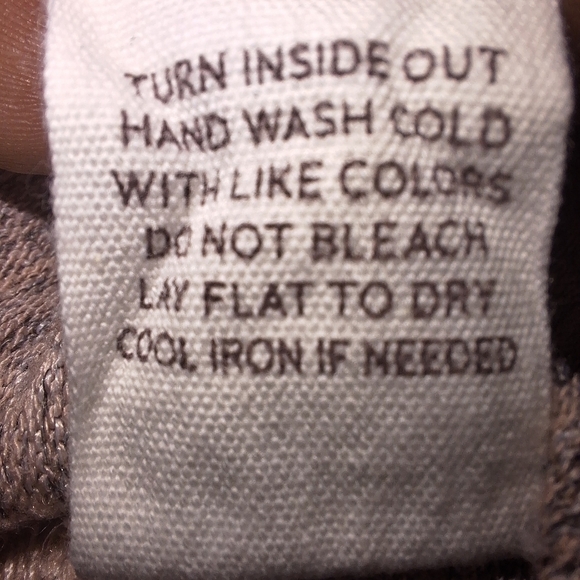 TURN INSIDE OUT
HAND WASH COLD
WITH LIKE COLORS
DO NOT BLEACH
LAY FLAT TO DRY
COOL IRON IF NEEDED